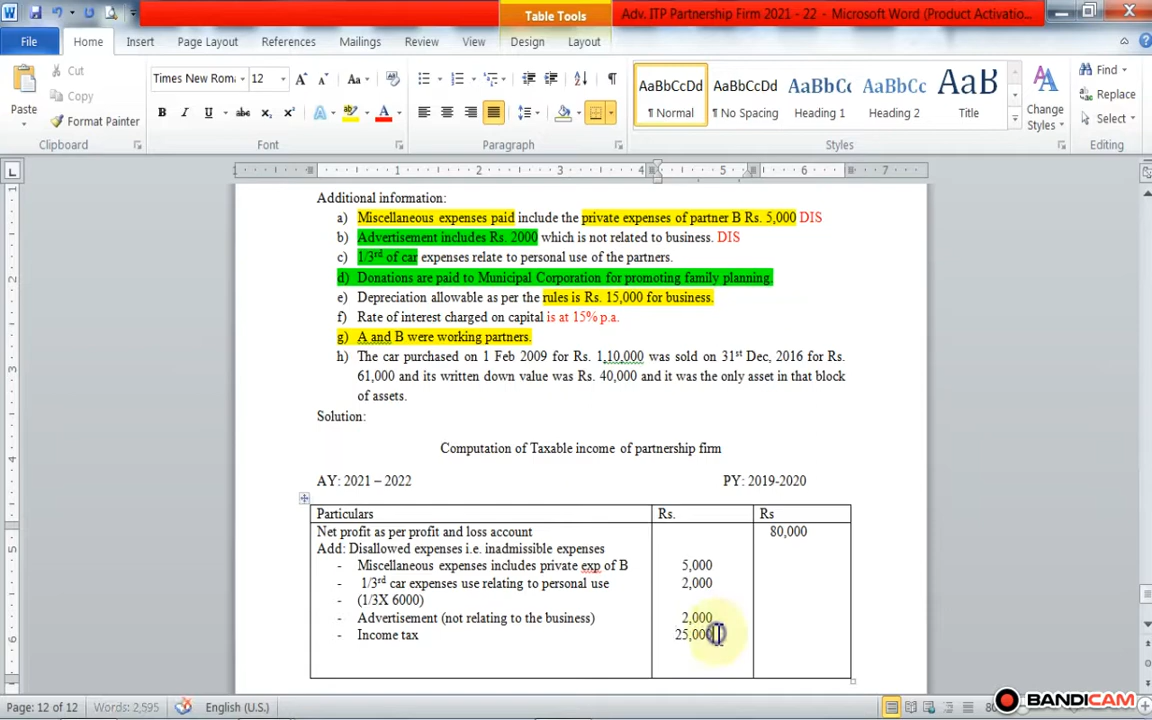 Table Tools
Adv. ITP Partnership Firm 2021 - 22 - Microsoft Word (Product Activatio...
File
Home
Insert
Page Layout
References
Mailings
Review
View
Design
Layout
Paste
Cut
Copy
Format Painter
Clipboard
Times New Rom
12
Font
Paragraph
AaBbCcDd
¶ Normal
AaBbCcDd
¶ No Spacing
AaBbCc
Heading 1
AaBbCc
Heading 2
AaB
Title
Change
Styles
Styles
Find
Replace
Select
Editing
Additional information:
a) Miscellaneous expenses paid include the private expenses of partner B Rs. 5,000 DIS
b) Advertisement includes Rs. 2000 which is not related to business. DIS
c) 1/3rd of car expenses relate to personal use of the partners.
d) Donations are paid to Municipal Corporation for promoting family planning.
e) Depreciation allowable as per the rules is Rs. 15,000 for business.
f) Rate of interest charged on capital is at 15% p.a.
g) A and B were working partners.
h) The car purchased on 1 Feb 2009 for Rs. 1,10,000 was sold on 31st Dec, 2016 for Rs.
61,000 and its written down value was Rs. 40,000 and it was the only asset in that block
of assets.
Solution:
Computation of Taxable income of partnership firm
AY: 2021 – 2022 PY: 2019-2020
Particulars Rs. Rs
Net profit as per profit and loss account 80,000
Add: Disallowed expenses i.e. inadmissible expenses
- Miscellaneous expenses includes private exp of B 5,000
- 1/3rd car expenses use relating to personal use 2,000
- (1/3X 6000)
- Advertisement (not relating to the business) 2,000
- Income tax 25,000
Page: 12 of 12
Words: 2,595
English (U.S.)
BANDICAM